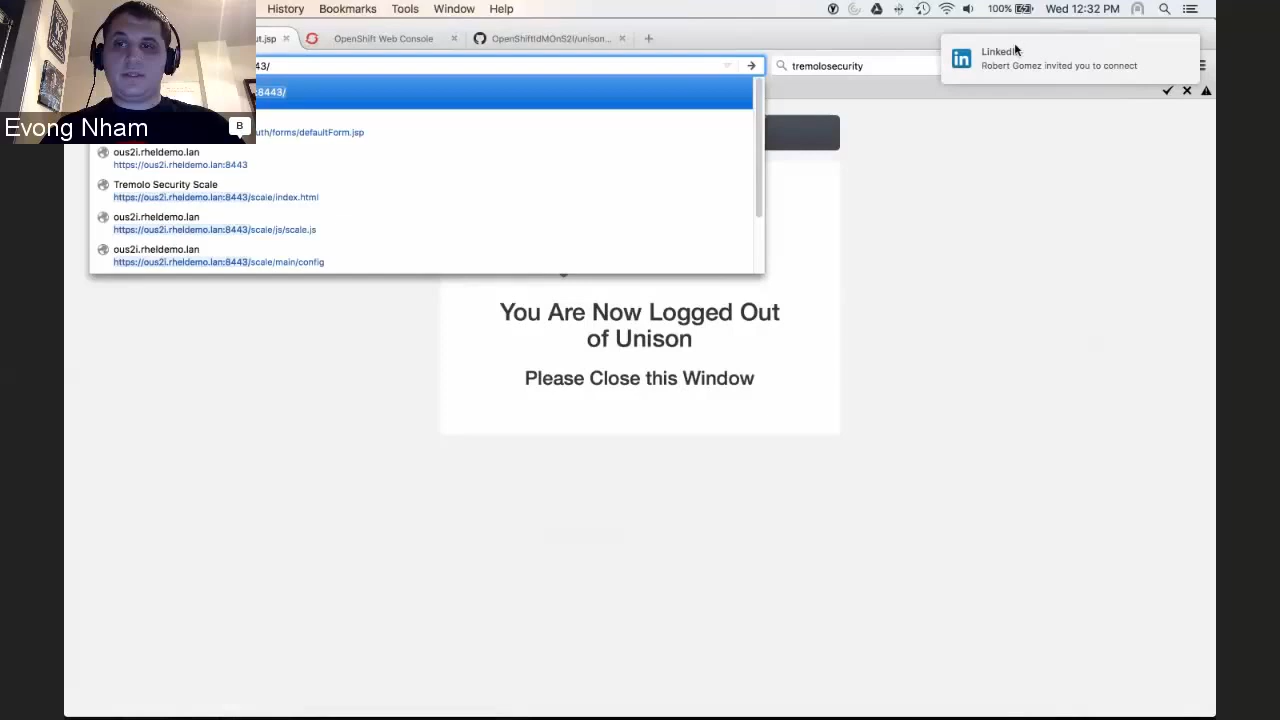 History Bookmarks Tools Window Help
100%
Wed 12:32 PM
ut.jsp
OpenShift Web Console
OpenShiftIdMOnS2I/unison...
43/
tremolosecurity
LinkedIn
Robert Gomez invited you to connect
:8443/
Evong Nham
B
uth/forms/defaultForm.jsp
ous2i.rheldemo.lan
https://ous2i.rheldemo.lan:8443
Tremolo Security Scale
https://ous2i.rheldemo.lan:8443/scale/index.html
ous2i.rheldemo.lan
https://ous2i.rheldemo.lan:8443/scale/js/scale.js
ous2i.rheldemo.lan
https://ous2i.rheldemo.lan:8443/scale/main/config
You Are Now Logged Out
of Unison
Please Close this Window